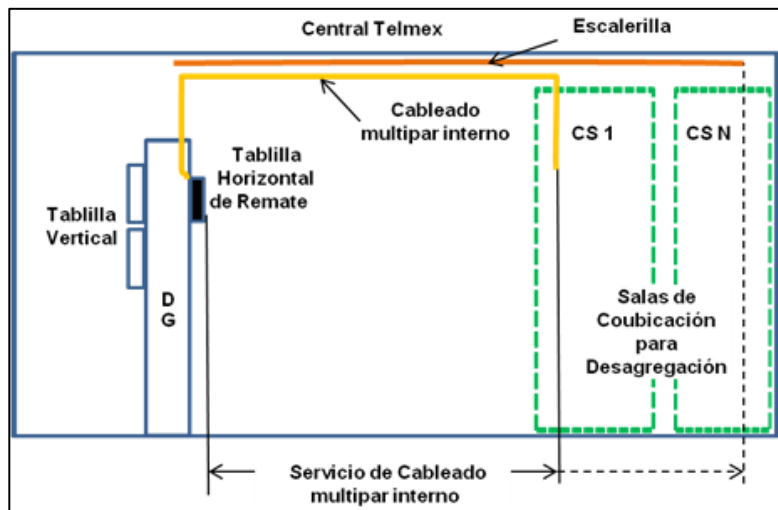 Central Telmex
Escalerilla
Cableado
multipar interno
CS 1
CS N
Tablilla
Horizontal
de Remate
Tablilla
Vertical
D
G
Salas de
Coubicación
para
Desagregación
Servicio de Cableado
multipar interno